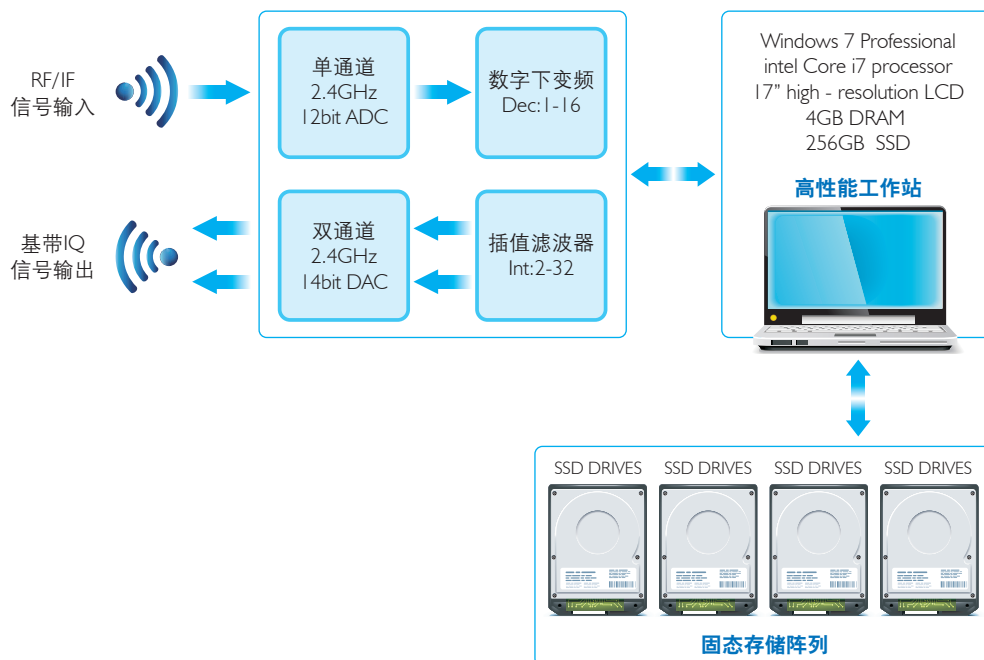 RF/IF
信号输入
单通道
2.4GHz
12bit ADC
数字下变频
Dec:1-16
基带IQ
信号输出
双通道
2.4GHz
14bit DAC
插值滤波器
Int:2-32
Windows 7 Professional
intel Core i7 processor
17” high - resolution LCD
4GB DRAM
256GB SSD
高性能工作站
SSD DRIVES
SSD DRIVES
SSD DRIVES
SSD DRIVES
固态存储阵列